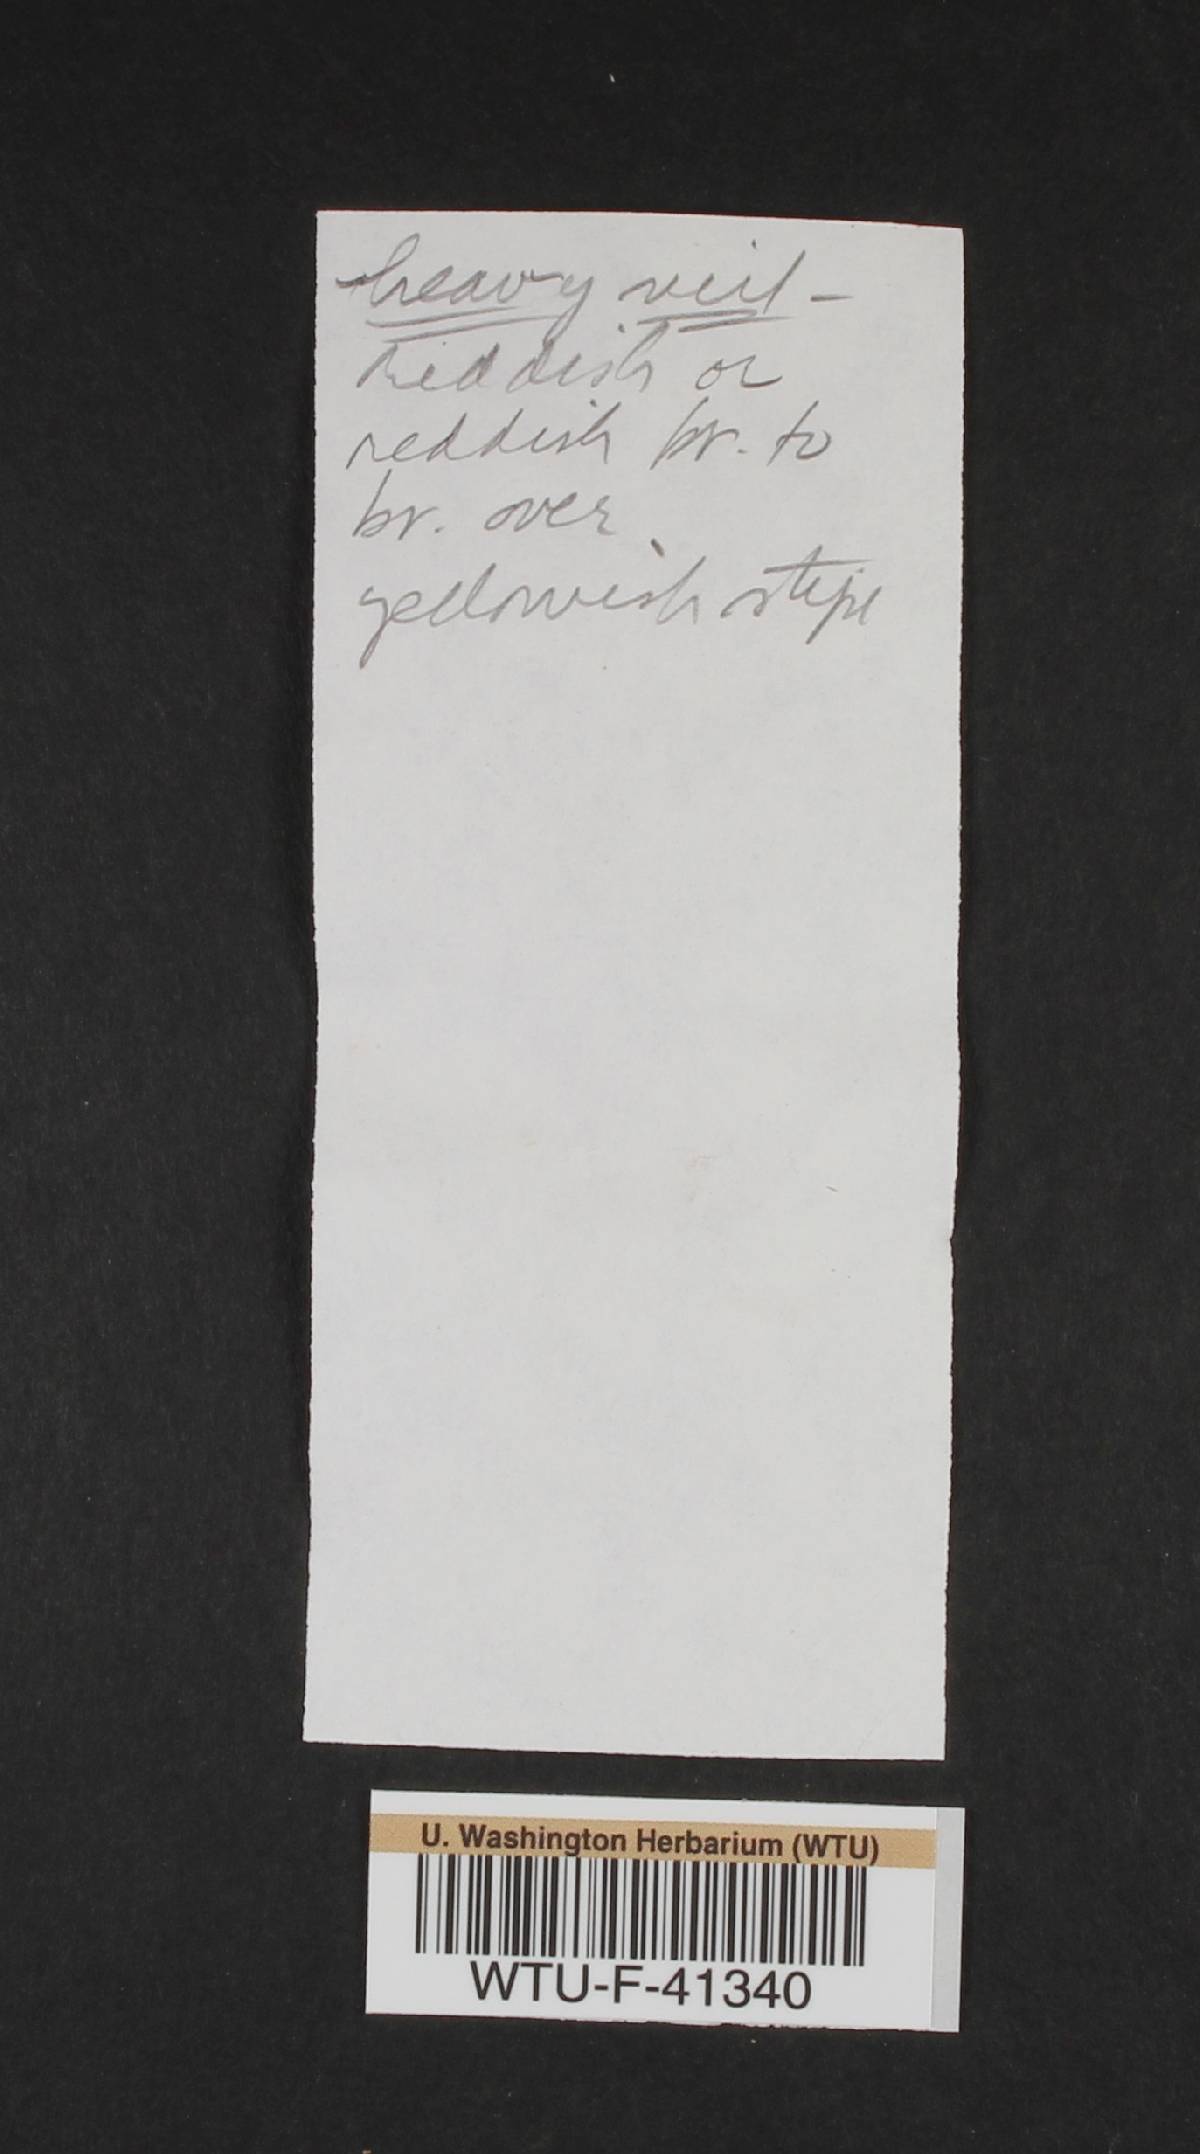 heavy veil -
reddish or
reddish br. to
br. over
yellowish stipe
U. Washington Herbarium (WTU)
WTU-F-41340